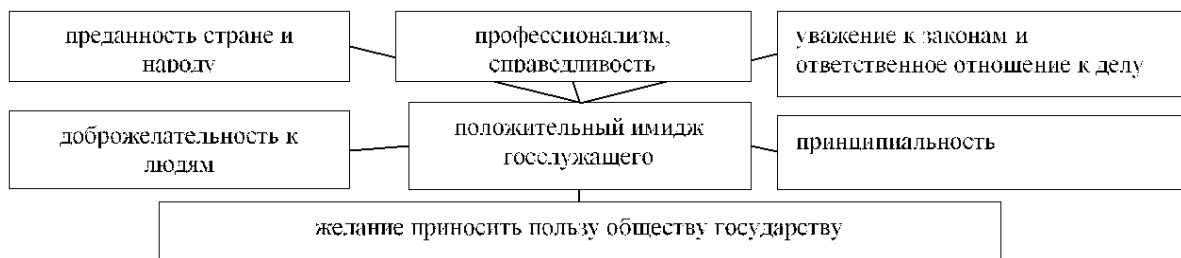 преданность стране и
народу
профессионализм,
справедливость
уважение к законам и
ответственное отношение к делу
доброжелательность к
людям
положительный имидж
госслужащего
принципиальность
желание приносить пользу обществу государству